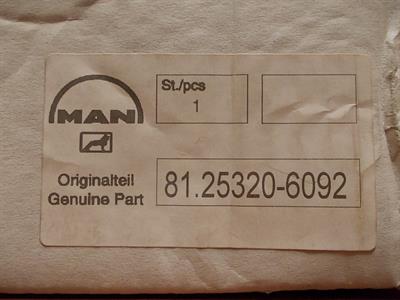 MAN
St./pcs
1
Originalteil
Genuine Part
81.25320-6092